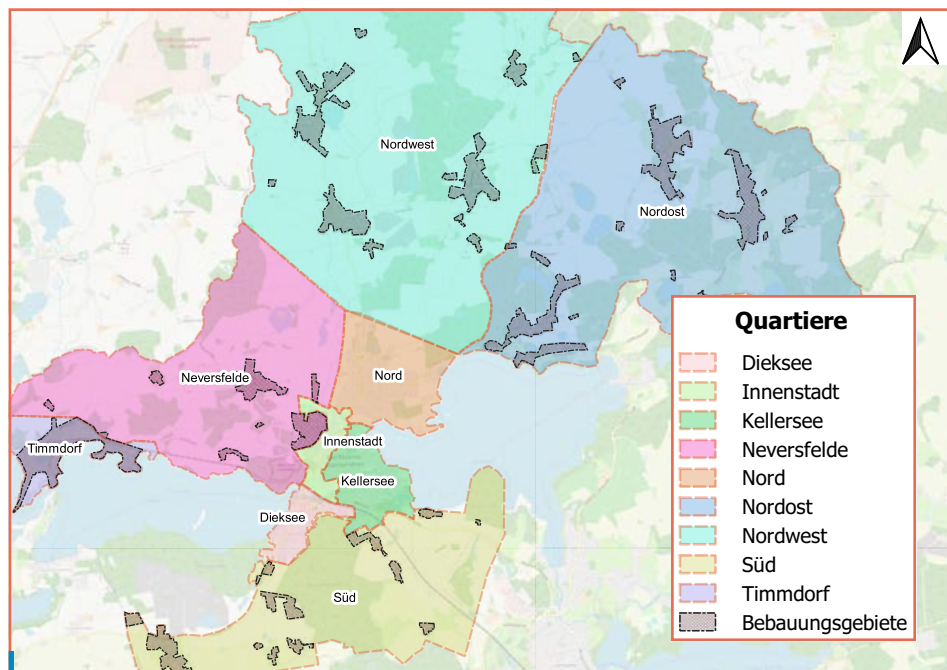 Nordwest
Nordost
Neversfelde
Nord
Innenstadt
Timmdorf
Kellersee
Dieksee
Süd
Quartiere
Dieksee
Innenstadt
Kellersee
Neversfelde
Nord
Nordost
Nordwest
Süd
Timmdorf
Bebauungsgebiete